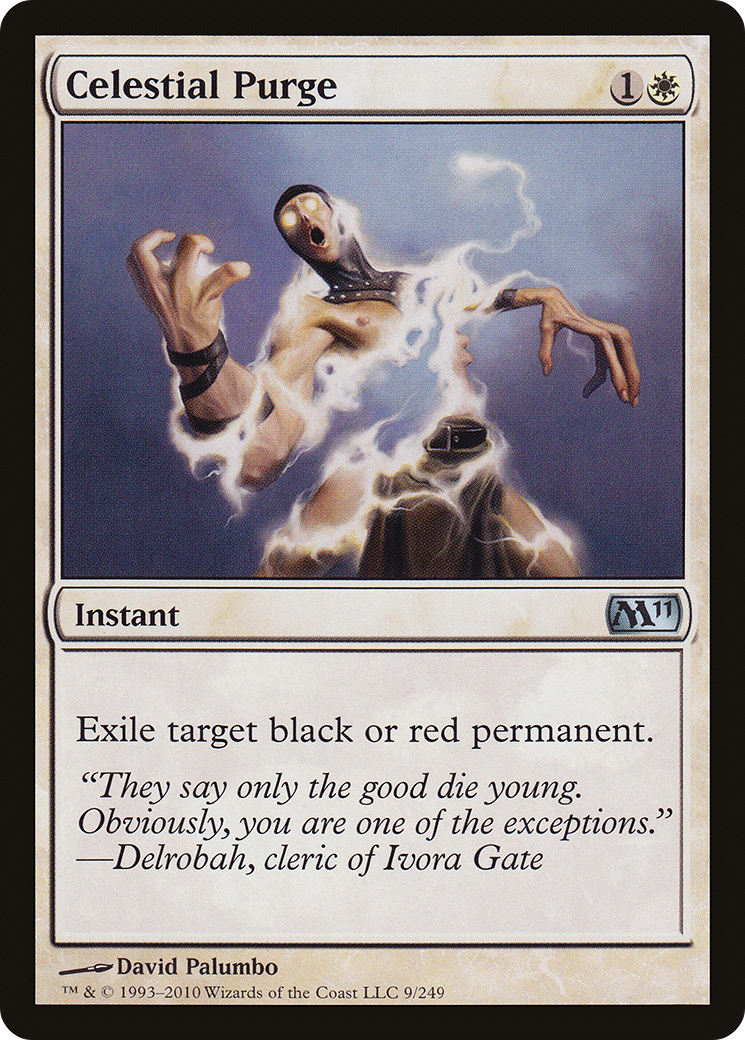 Celestial Purge 1
Instant M11
Exile target black or red permanent.
“They say only the good die young.
Obviously, you are one of the exceptions.”
—Delrobah, cleric of Ivora Gate
David Palumbo
™ & © 1993–2010 Wizards of the Coast LLC 9/249